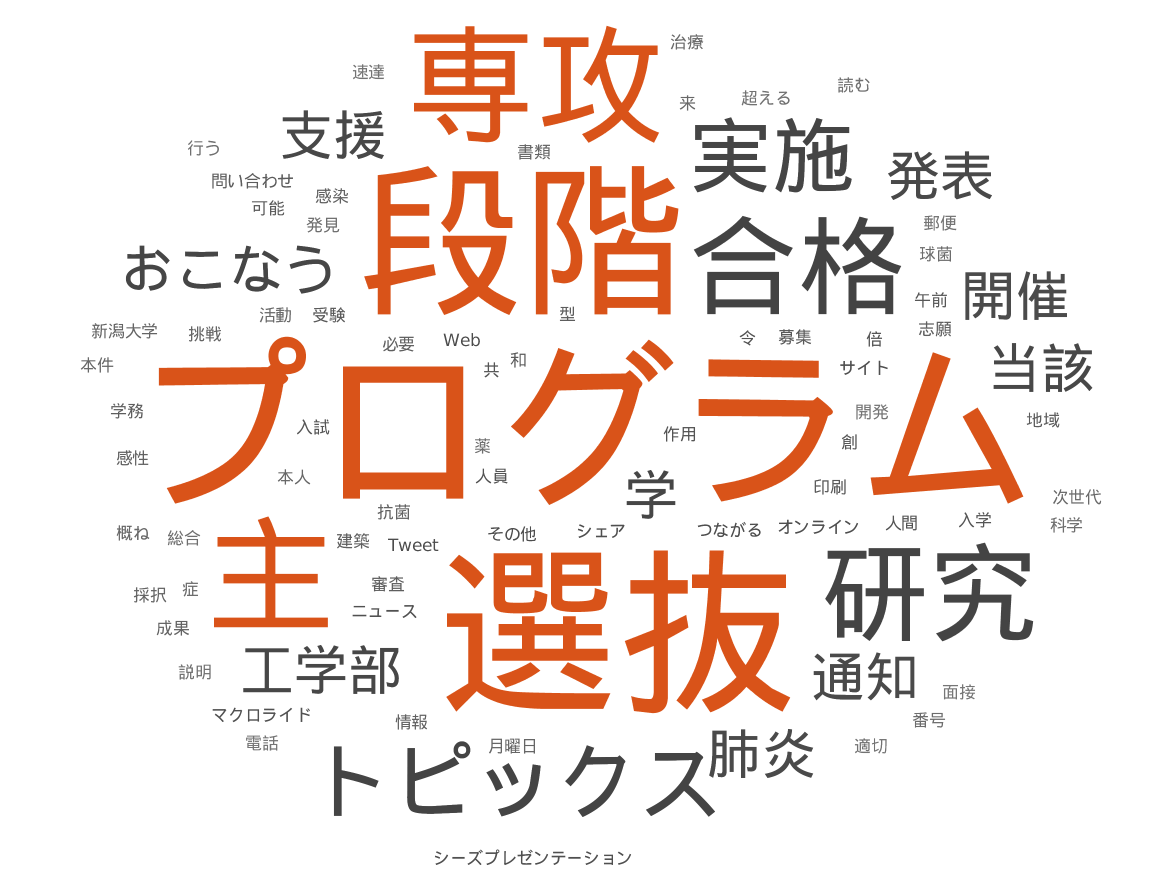 専攻
治療
速達
読む
超える
来
支援
実施
行う
書類
発表
問い合わせ
感染
可能
段階
発見
郵便
合格
球菌
おこなう
開催
午前
活動
受験
型
新潟大学
挑戦
志願
必要
Web
令
募集
倍
共
和
本件
サイト
当該
プログラム
学務
開発
地域
入試
作用
創
薬
感性
本人
人員
学
印刷
次世代
抗菌
人間
入学
科学
概ね
総合
建築
Tweet
その他
シェア
つながる
オンライン
主
審査
採択
症
ニュース
選抜
研究
成果
説明
工学部
通知
面接
マクロライド
情報
番号
電話
月曜日
肺炎
適切
トピックス
シーズプレゼンテーション